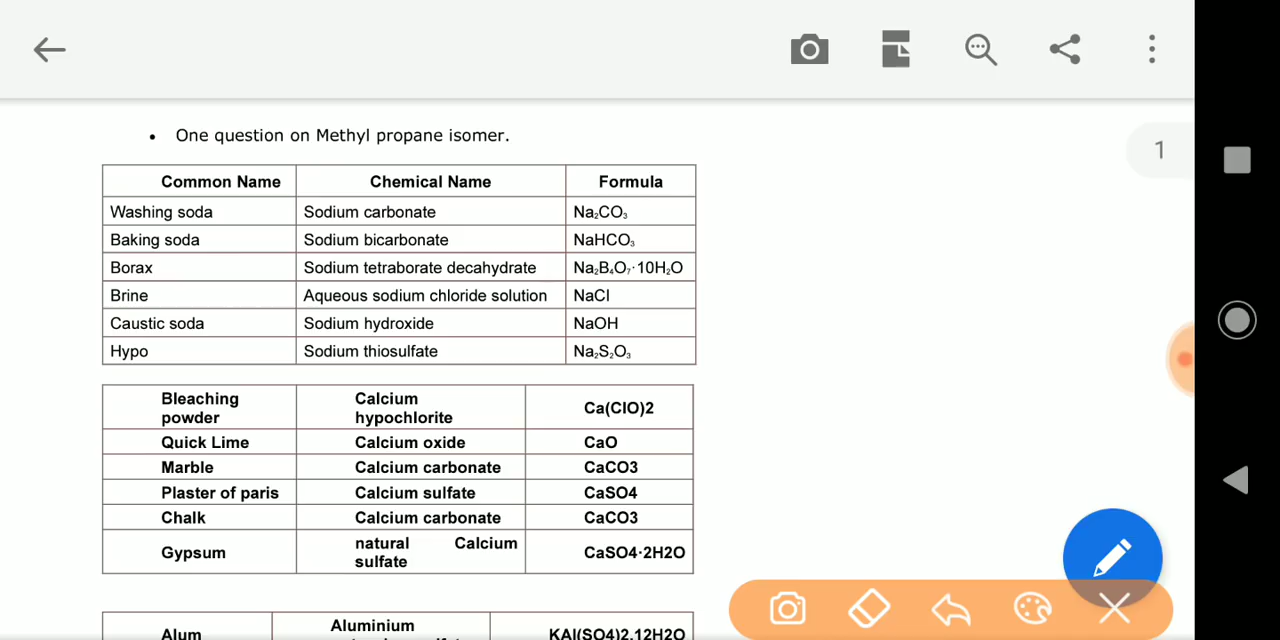 • One question on Methyl propane isomer.
1
Common Name Chemical Name Formula
Washing soda Sodium carbonate Na₂CO₃
Baking soda Sodium bicarbonate NaHCO₃
Borax Sodium tetraborate decahydrate Na₂B₄O₇·10H₂O
Brine Aqueous sodium chloride solution NaCl
Caustic soda Sodium hydroxide NaOH
Hypo Sodium thiosulfate Na₂S₂O₃
Bleaching powder Calcium hypochlorite Ca(ClO)2
Quick Lime Calcium oxide CaO
Marble Calcium carbonate CaCO3
Plaster of paris Calcium sulfate CaSO4
Chalk Calcium carbonate CaCO3
Gypsum natural Calcium sulfate CaSO4·2H2O
Alum Aluminium KAl(SO4)2.12H2O